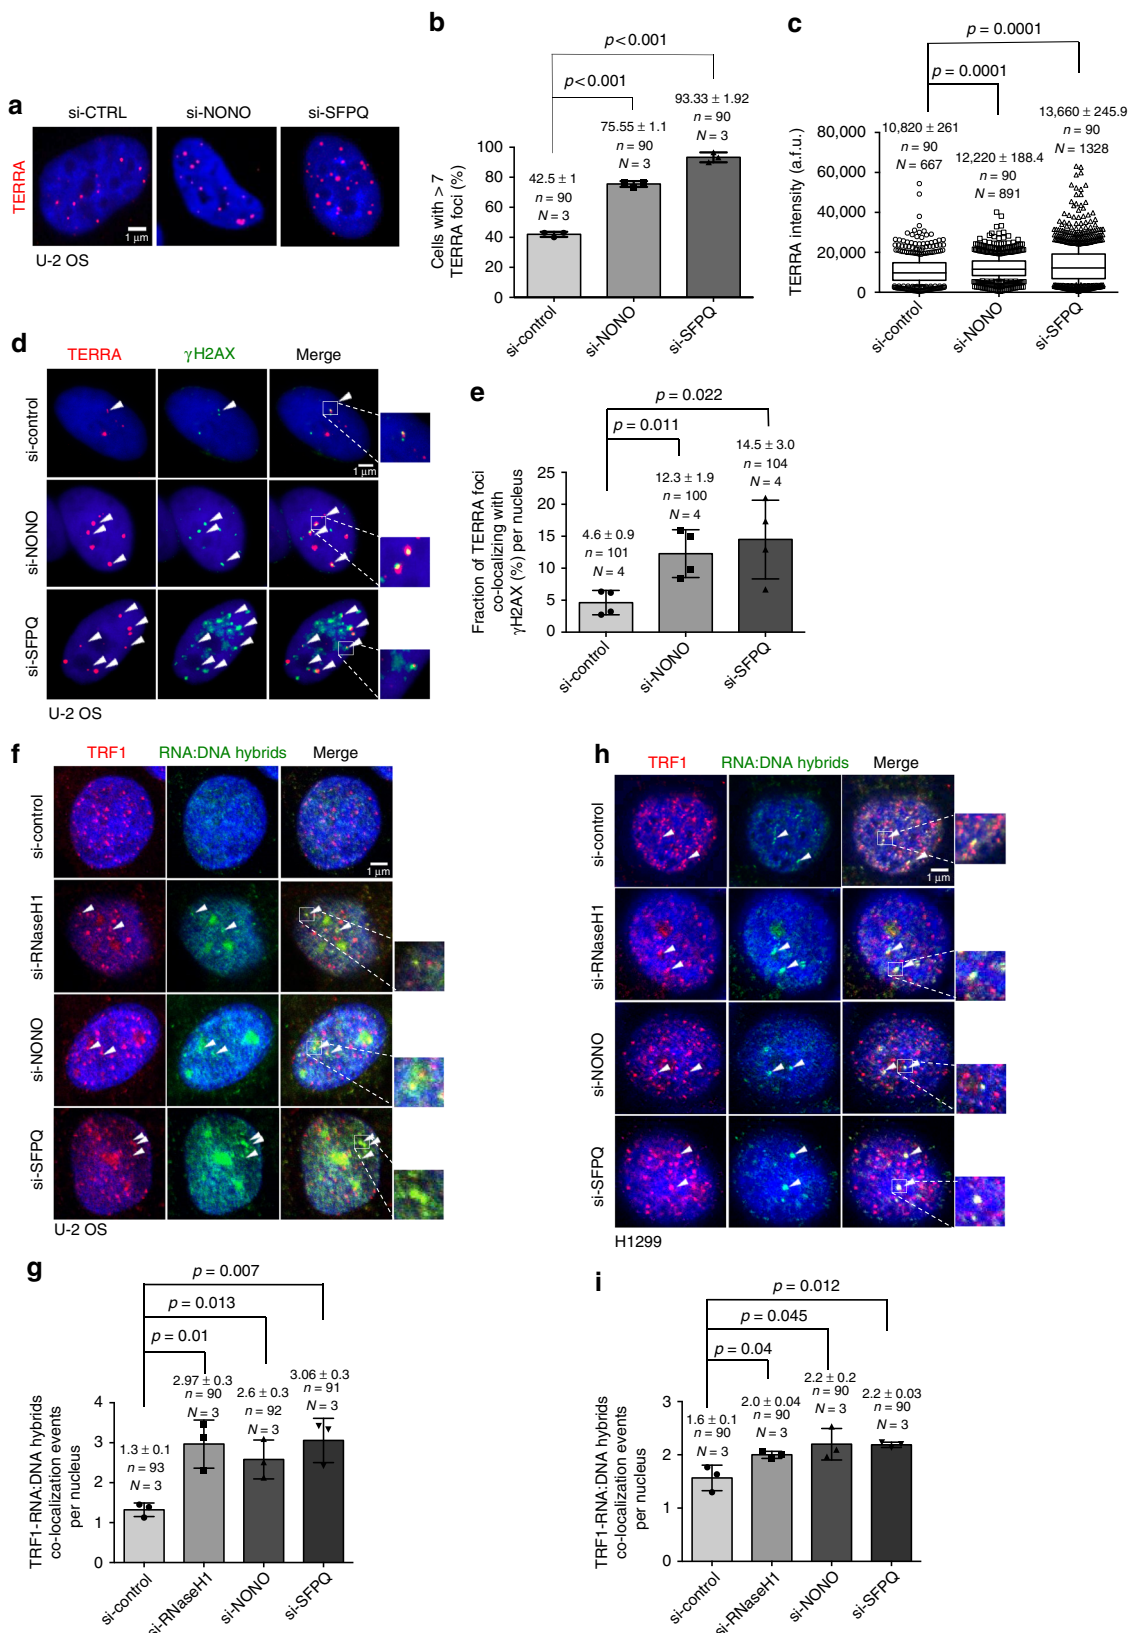 a
si-CTRL si-NONO si-SFPQ
TERRA
1 μm
U-2 OS
b
p<0.001
p<0.001
93.33 ± 1.92
n = 90
N = 3
75.55 ± 1.1
n = 90
N = 3
42.5 ± 1
n = 90
N = 3
Cells with > 7
TERRA foci (%)
100
80
60
40
20
0
si-control si-NONO si-SFPQ
c
p = 0.0001
p = 0.0001
13,660 ± 245.9
n = 90
N = 1328
10,820 ± 261
n = 90
N = 667
12,220 ± 188.4
n = 90
N = 891
TERRA intensity (a.f.u.)
80,000
60,000
40,000
20,000
0
si-control si-NONO si-SFPQ
d
TERRA γH2AX Merge
si-control
1 μm
si-NONO
si-SFPQ
U-2 OS
e
p = 0.022
p = 0.011
14.5 ± 3.0
n = 104
N = 4
12.3 ± 1.9
n = 100
N = 4
4.6 ± 0.9
n = 101
N = 4
Fraction of TERRA foci
co-localizing with
γH2AX (%) per nucleus
25
20
15
10
5
0
si-control si-NONO si-SFPQ
f
TRF1 RNA:DNA hybrids Merge
si-control
1 μm
si-RNaseH1
si-NONO
si-SFPQ
U-2 OS
h
TRF1 RNA:DNA hybrids Merge
si-control
1 μm
si-RNaseH1
si-NONO
si-SFPQ
H1299
g
p = 0.007
p = 0.013
p = 0.01
2.97 ± 0.3
n = 90
N = 3
2.6 ± 0.3
n = 92
N = 3
3.06 ± 0.3
n = 91
N = 3
1.3 ± 0.1
n = 93
N = 3
TRF1-RNA:DNA hybrids
co-localization events
per nucleus
4
3
2
1
0
si-control si-RNaseH1 si-NONO si-SFPQ
i
p = 0.012
p = 0.045
p = 0.04
1.6 ± 0.1
n = 90
N = 3
2.0 ± 0.04
n = 90
N = 3
2.2 ± 0.2
n = 90
N = 3
2.2 ± 0.03
n = 90
N = 3
TRF1-RNA:DNA hybrids
co-localization events
per nucleus
3
2
1
0
si-control si-RNaseH1 si-NONO si-SFPQ